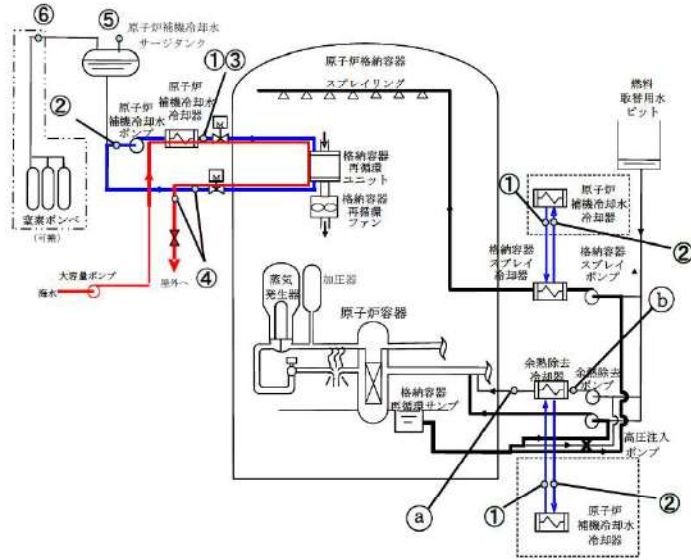 ⑥
⑤
原子炉補機冷却水
サージタンク
原子炉格納容器
スプレイリング
燃料
取替用水
ピット
①③
原子炉
補機冷却水
冷却器
M
②
原子炉
補機冷却水
ポンプ
格納容器
再循環
ユニット
M
格納容器
再循環
ファン
窒素ボンベ
(可搬)
④
大容量ポンプ
海水
屋外へ
①
原子炉
補機冷却水
冷却器
②
格納容器
スプレイ
冷却器
格納容器
スプレイ
ポンプ
蒸気
発生器
加圧器
原子炉容器
ⓑ
余熱除去
冷却器
余熱除去
ポンプ
格納容器
再循環サンプ
高圧注入
ポンプ
ⓐ
①
②
原子炉
補機冷却水
冷却器